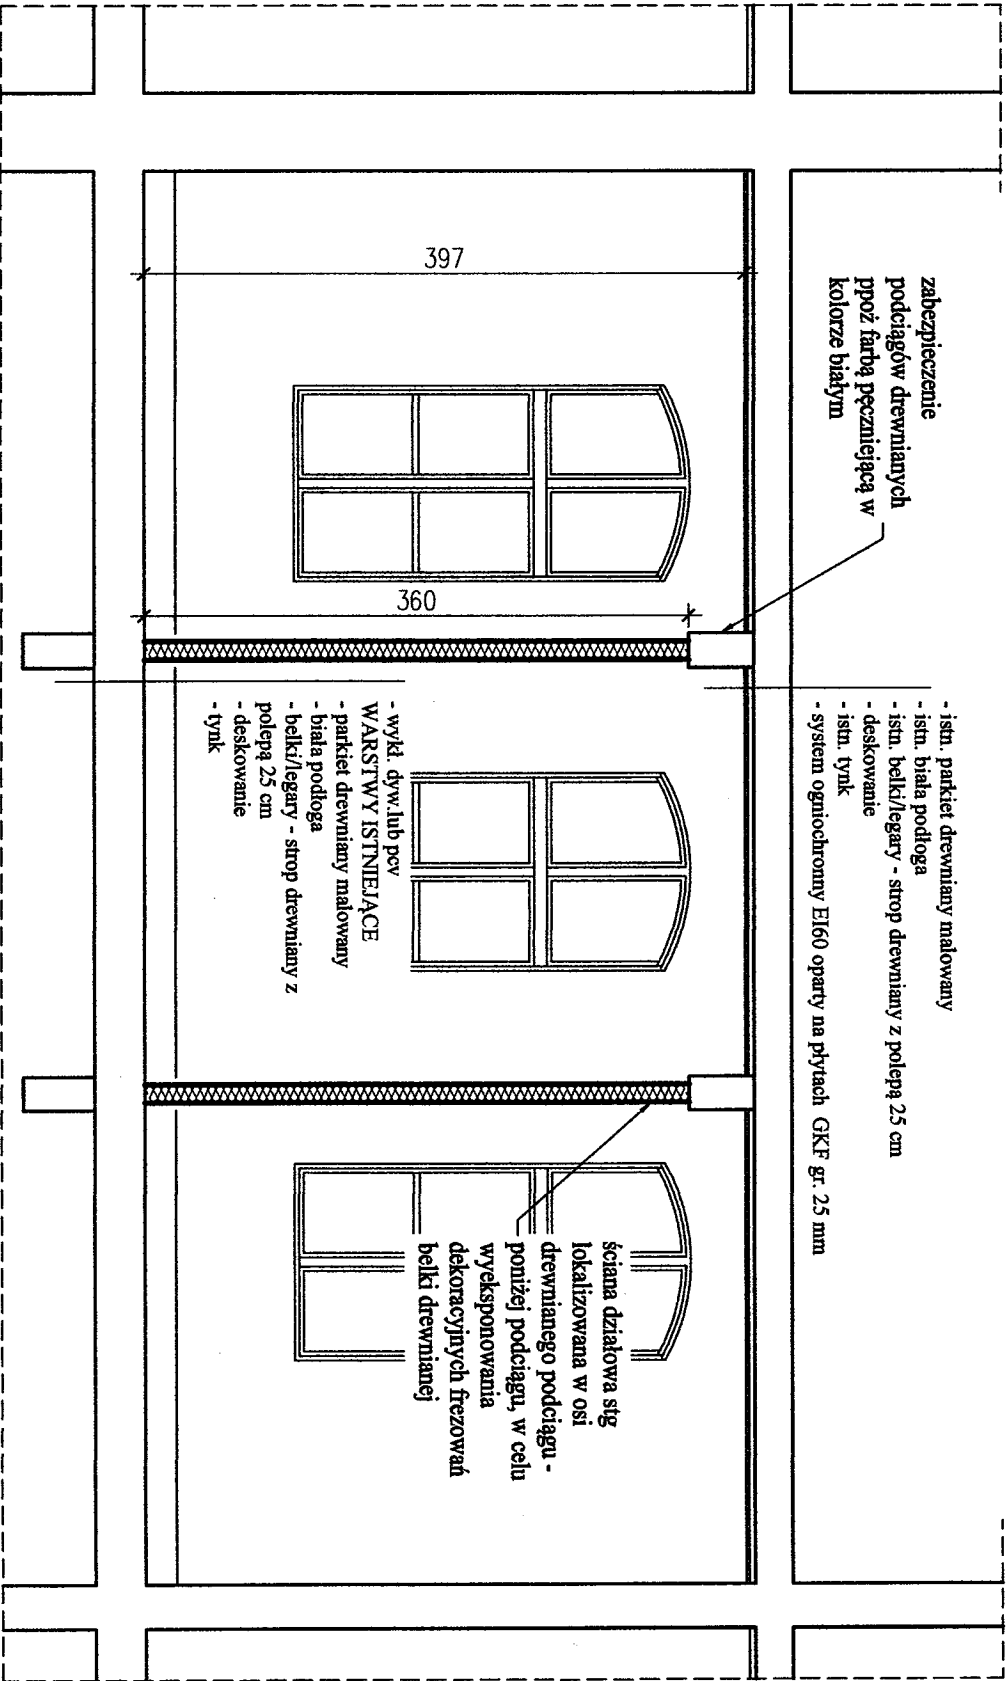 zabezpieczenie
podciągów drewnianych
ppoż farbą pęczniejącą w
kolorze białym
- istn. parkiet drewniany malowany
- istn. biała podłoga
- istn. belki/legary - strop drewniany z polepą 25 cm
- deskowanie
- istn. tynk
- system ogniochronny EI60 oparty na płytach GKF gr. 25 mm
397
360
- wykł. dyw.lub pcv
WARSTWY ISTNIEJĄCE
- parkiet drewniany malowany
- biała podłoga
- belki/legary - strop drewniany z
polepą 25 cm
- deskowanie
- tynk
ściana działowa stg
lokalizowana w osi
drewnianego podciągu -
poniżej podciągu, w celu
wyeksponowania
dekoracyjnych frezowań
belki drewnianej